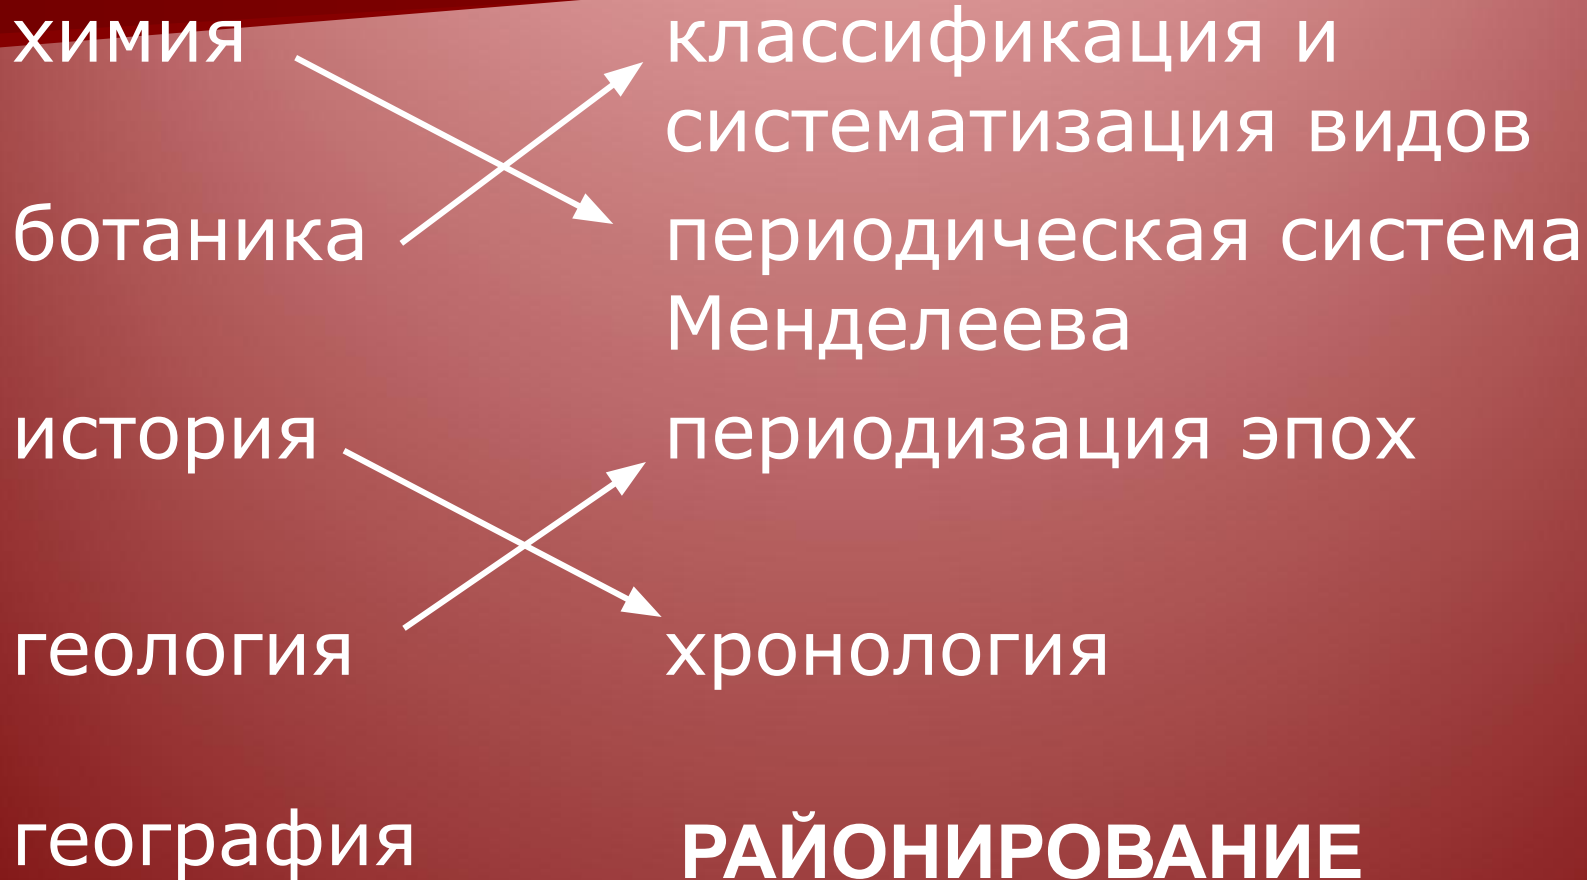 химия
классификация и
систематизация видов
ботаника
периодическая система
Менделеева
история
периодизация эпох
геология
хронология
география
РАЙОНИРОВАНИЕ